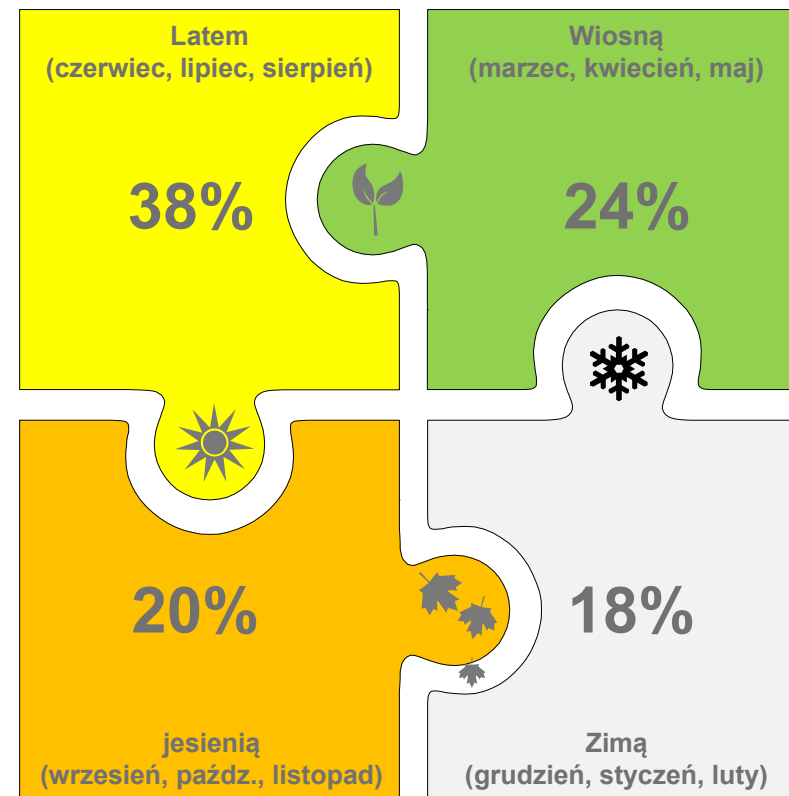 Latem
(czerwiec, lipiec, sierpień)
38%
Wiosną
(marzec, kwiecień, maj)
24%
20%
jesienią
(wrzesień, paźdz., listopad)
18%
Zimą
(grudzień, styczeń, luty)